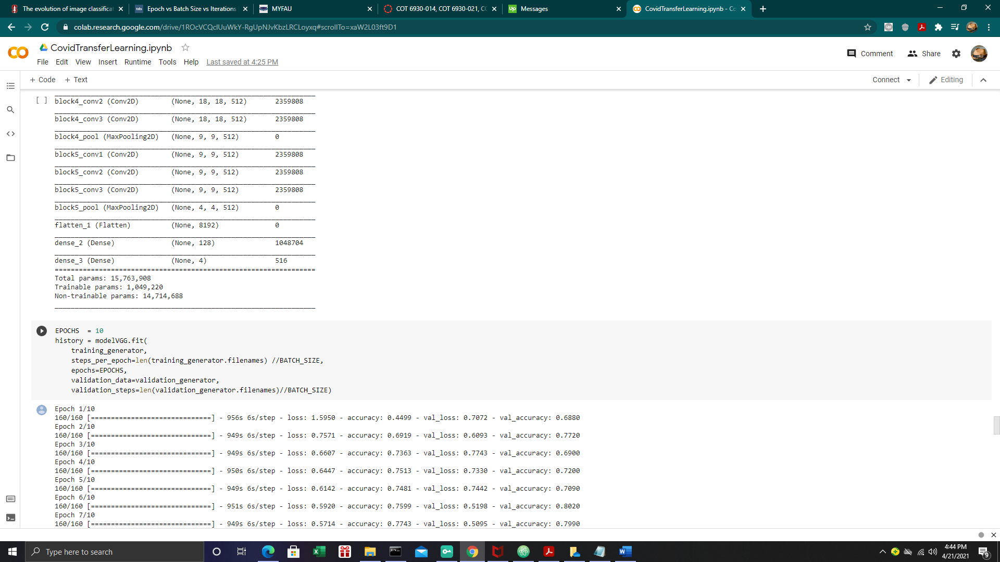 The evolution of image classificat
tds Epoch vs Batch Size vs Iterations
MYFAU
COT 6930-014, COT 6930-021, CO
Up Messages
CovidTransferLearning.ipynb - Co
colab.research.google.com/drive/1ROcVCQclUuWkY-RgUpNJvKbzLRCLoyxq#scrollTo=xaW2L03ft9D1
CovidTransferLearning.ipynb
Comment Share
File Edit View Insert Runtime Tools Help Last saved at 4:25 PM
+ Code + Text Connect Editing
[ ] block4_conv2 (Conv2D) (None, 18, 18, 512) 2359808
block4_conv3 (Conv2D) (None, 18, 18, 512) 2359808
block4_pool (MaxPooling2D) (None, 9, 9, 512) 0
block5_conv1 (Conv2D) (None, 9, 9, 512) 2359808
block5_conv2 (Conv2D) (None, 9, 9, 512) 2359808
block5_conv3 (Conv2D) (None, 9, 9, 512) 2359808
block5_pool (MaxPooling2D) (None, 4, 4, 512) 0
flatten_1 (Flatten) (None, 8192) 0
dense_2 (Dense) (None, 128) 1048704
dense_3 (Dense) (None, 4) 516
=================================================================
Total params: 15,763,908
Trainable params: 1,049,220
Non-trainable params: 14,714,688
EPOCHS = 10
history = modelVGG.fit(
training_generator,
steps_per_epoch=len(training_generator.filenames) //BATCH_SIZE,
epochs=EPOCHS,
validation_data=validation_generator,
validation_steps=len(validation_generator.filenames)//BATCH_SIZE)
Epoch 1/10
160/160 [==============================] - 956s 6s/step - loss: 1.5950 - accuracy: 0.4499 - val_loss: 0.7072 - val_accuracy: 0.6880
Epoch 2/10
160/160 [==============================] - 949s 6s/step - loss: 0.7571 - accuracy: 0.6919 - val_loss: 0.6093 - val_accuracy: 0.7720
Epoch 3/10
160/160 [==============================] - 949s 6s/step - loss: 0.6607 - accuracy: 0.7363 - val_loss: 0.7743 - val_accuracy: 0.6900
Epoch 4/10
160/160 [==============================] - 950s 6s/step - loss: 0.6447 - accuracy: 0.7513 - val_loss: 0.7330 - val_accuracy: 0.7200
Epoch 5/10
160/160 [==============================] - 949s 6s/step - loss: 0.6142 - accuracy: 0.7481 - val_loss: 0.7442 - val_accuracy: 0.7090
Epoch 6/10
160/160 [==============================] - 951s 6s/step - loss: 0.5920 - accuracy: 0.7599 - val_loss: 0.5198 - val_accuracy: 0.8020
Epoch 7/10
160/160 [==============================] - 949s 6s/step - loss: 0.5714 - accuracy: 0.7743 - val_loss: 0.5095 - val_accuracy: 0.7990
Type here to search
4:44 PM
4/21/2021
9